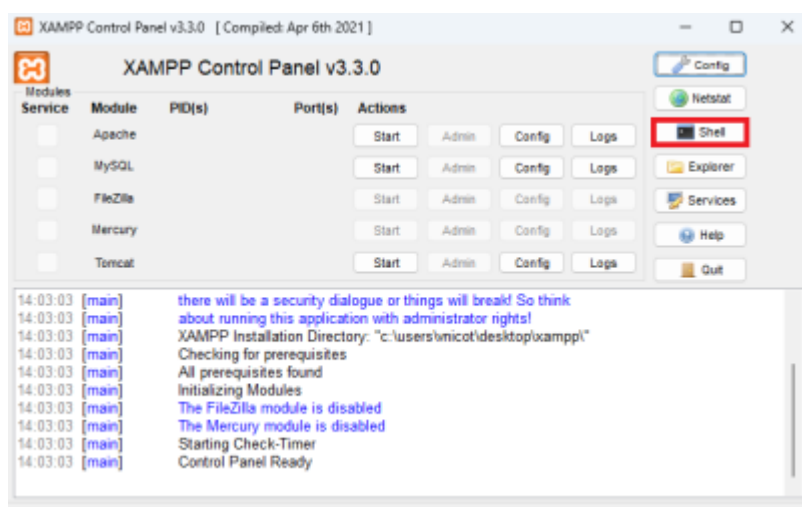 XAMPP Control Panel v3.3.0 [ Compiled: Apr 6th 2021 ]
XAMPP Control Panel v3.3.0
Config
Modules
Service Module PID(s) Port(s) Actions
Netstat
Apache Start Admin Config Logs
Shell
MySQL Start Admin Config Logs
Explorer
FileZilla Start Admin Config Logs
Services
Mercury Start Admin Config Logs
Help
Tomcat Start Admin Config Logs
Quit
14:03:03 [main] there will be a security dialogue or things will break! So think
14:03:03 [main] about running this application with administrator rights!
14:03:03 [main] XAMPP Installation Directory: "c:\users\vnicot\desktop\xampp\"
14:03:03 [main] Checking for prerequisites
14:03:03 [main] All prerequisites found
14:03:03 [main] Initializing Modules
14:03:03 [main] The FileZilla module is disabled
14:03:03 [main] The Mercury module is disabled
14:03:03 [main] Starting Check-Timer
14:03:03 [main] Control Panel Ready